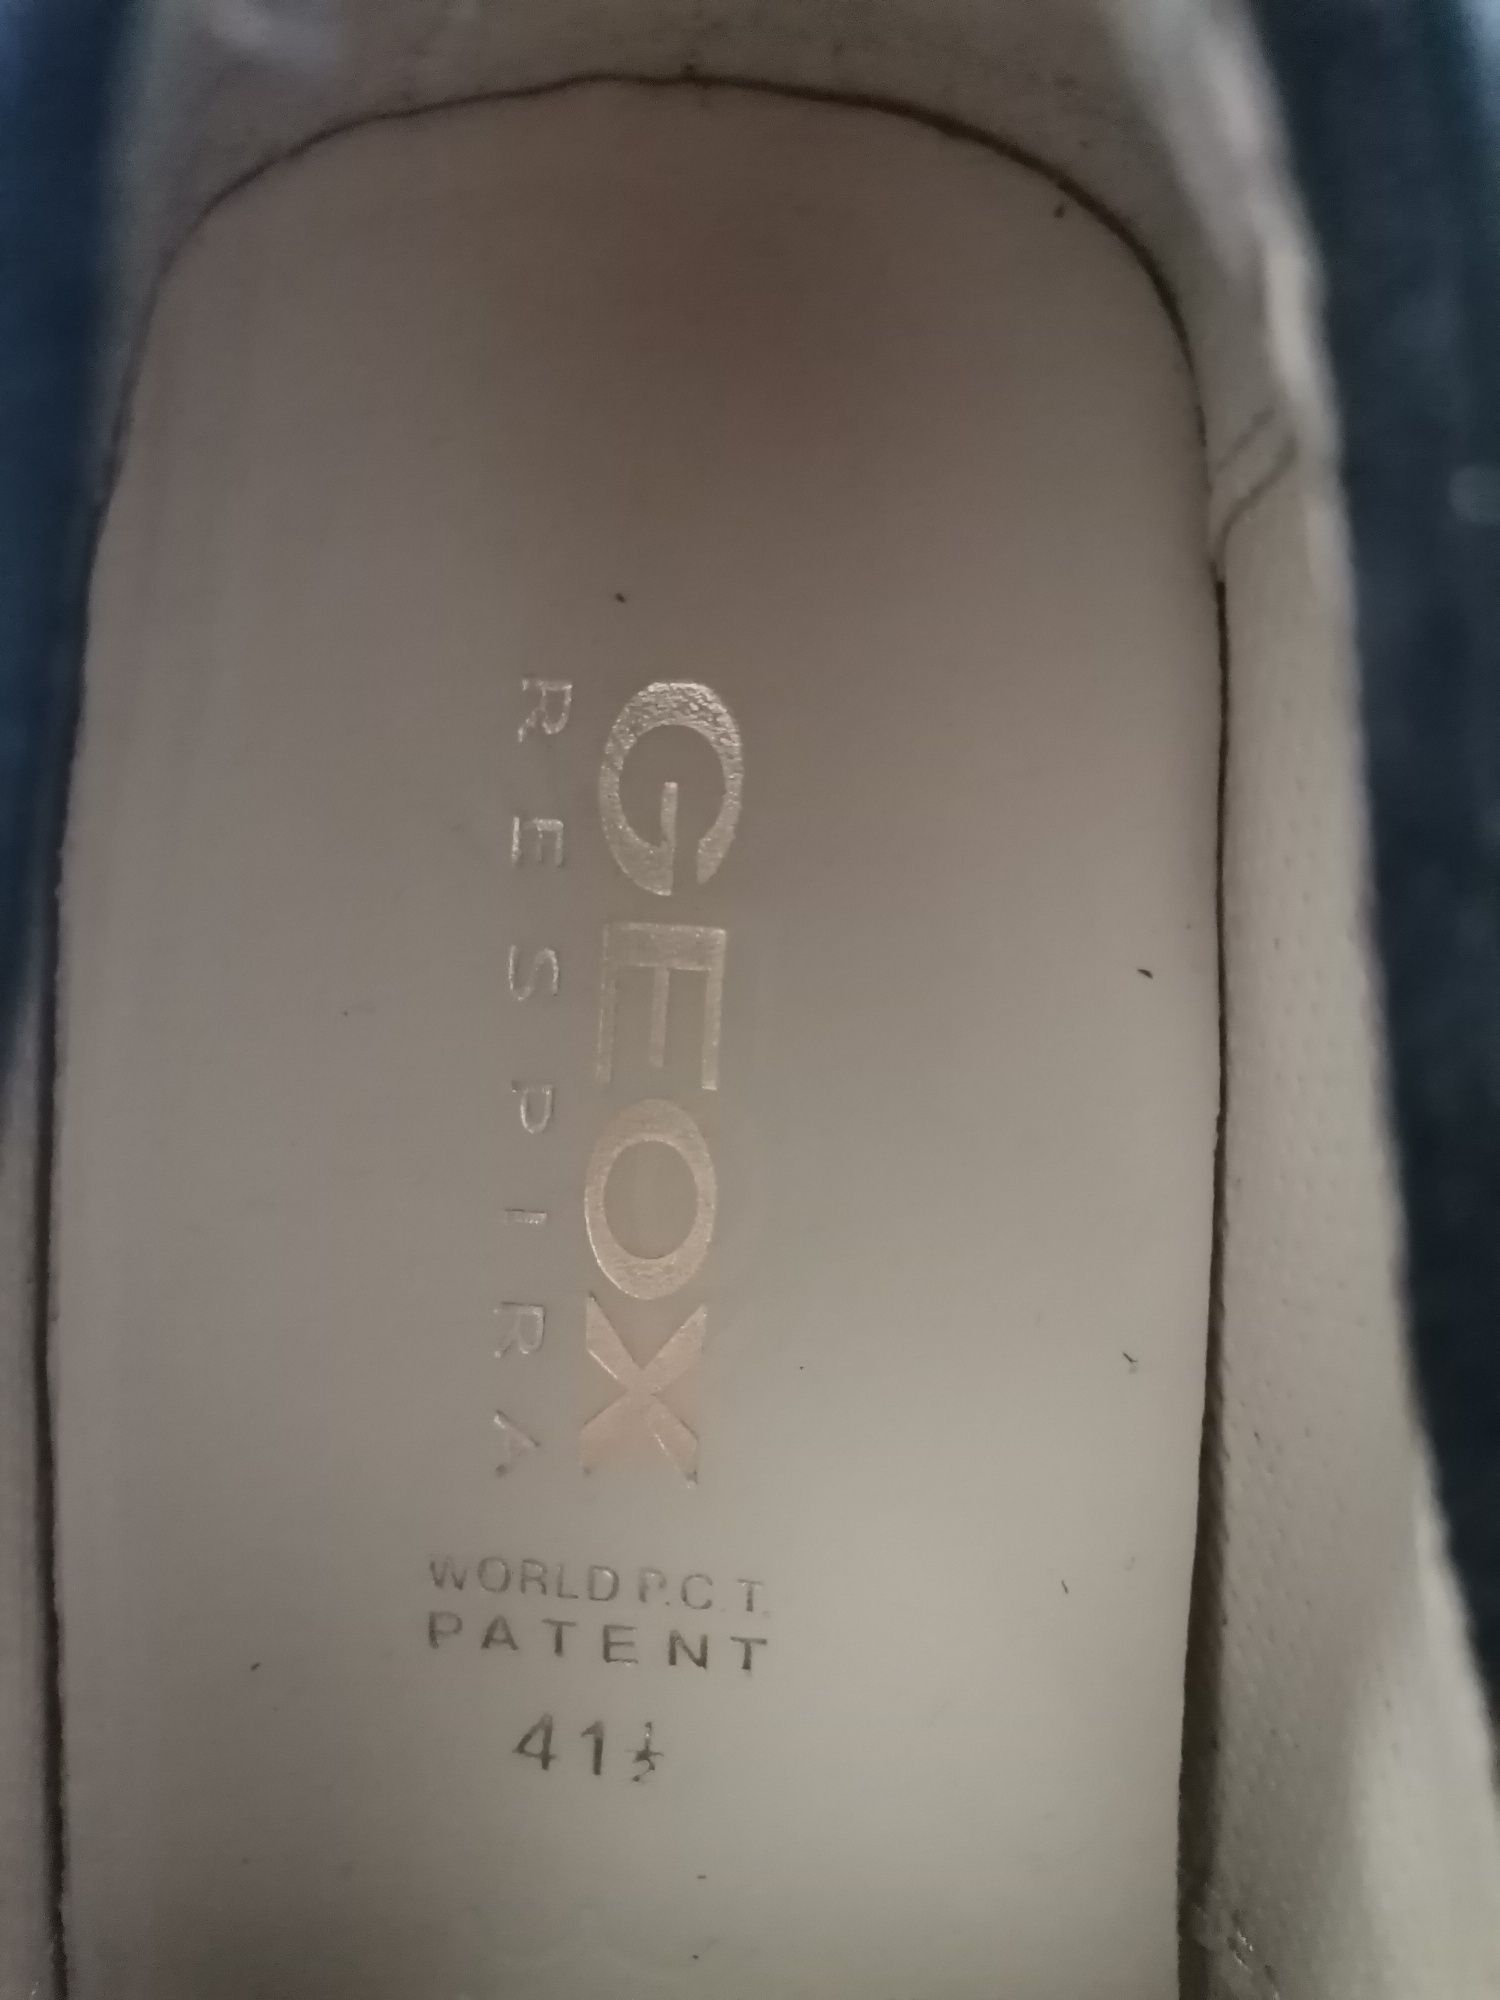 GEOX
RESPIRA
WORLD P.C.T.
PATENT
41½